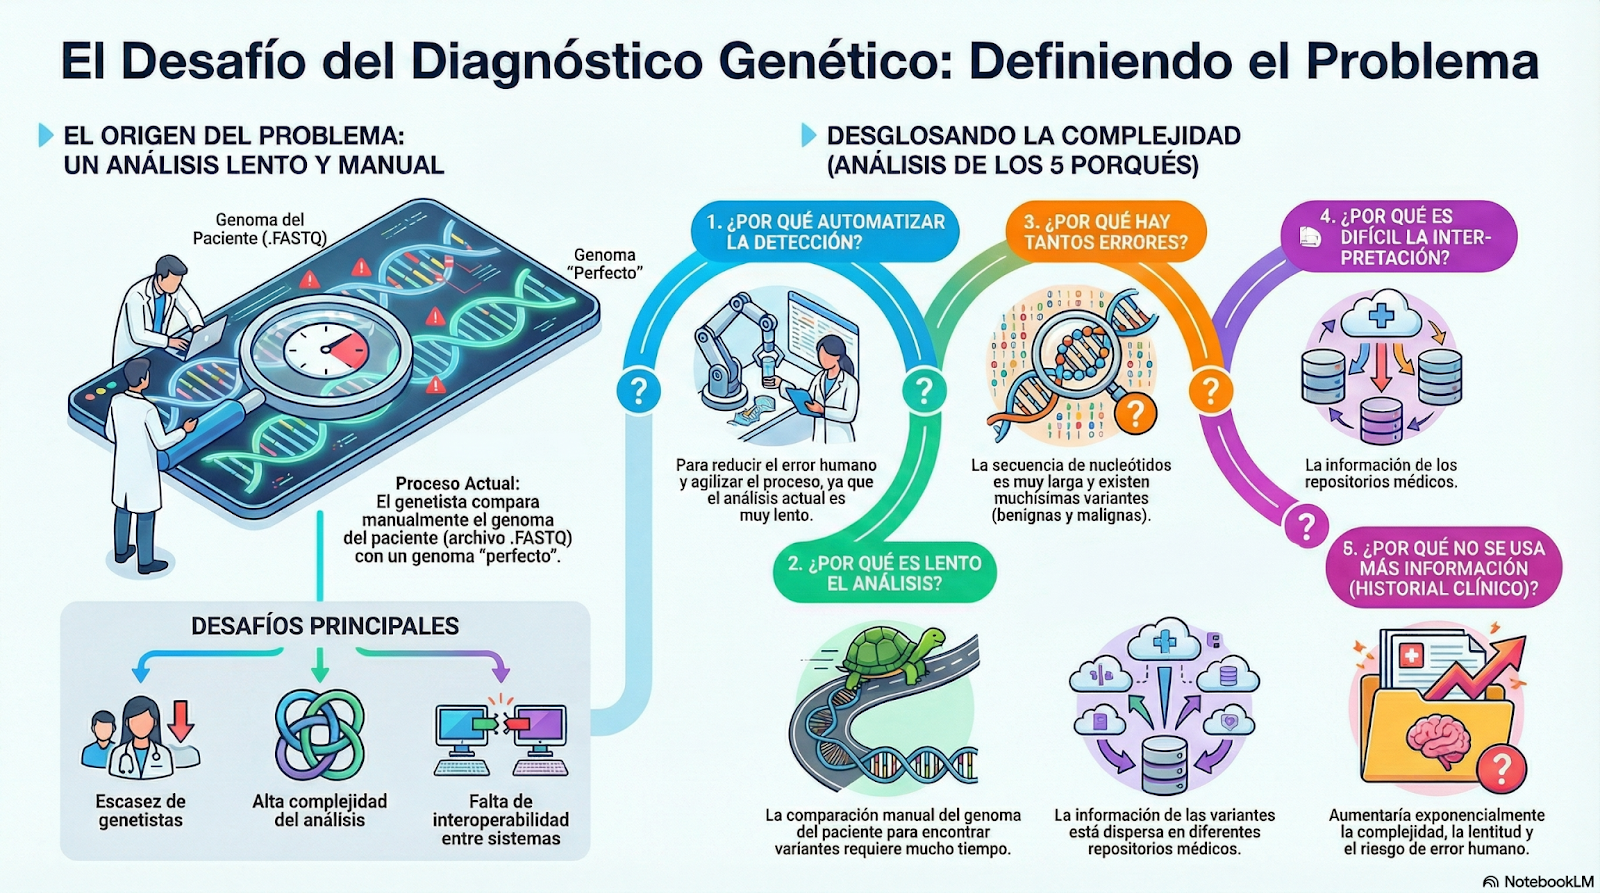 El Desafío del Diagnóstico Genético: Definiendo el Problema
EL ORIGEN DEL PROBLEMA:
UN ANÁLISIS LENTO Y MANUAL
Genoma del
Paciente (.FASTQ)
Genoma
“Perfecto”
Proceso Actual:
El genetista compara
manualmente el genoma
del paciente (archivo .FASTQ)
con un genoma “perfecto”.
DESAFÍOS PRINCIPALES
Escasez de
genetistas
Alta complejidad
del análisis
Falta de
interoperabilidad
entre sistemas
DESGLOSANDO LA COMPLEJIDAD
(ANÁLISIS DE LOS 5 PORQUÉS)
1. ¿POR QUÉ AUTOMATIZAR
LA DETECCIÓN?
Para reducir el error humano
y agilizar el proceso, ya que
el análisis actual es
muy lento.
2. ¿POR QUÉ ES LENTO
EL ANÁLISIS?
La comparación manual del genoma
del paciente para encontrar
variantes requiere mucho tiempo.
3. ¿POR QUÉ HAY
TANTOS ERRORES?
La secuencia de nucleótidos
es muy larga y existen
muchísimas variantes
(benignas y malignas).
4. ¿POR QUÉ ES
DIFÍCIL LA INTER-
PRETACIÓN?
La información de los
repositorios médicos.
La información de las variantes
está dispersa en diferentes
repositorios médicos.
5. ¿POR QUÉ NO SE USA
MÁS INFORMACIÓN
(HISTORIAL CLÍNICO)?
Aumentaría exponencialmente
la complejidad, la lentitud y
el riesgo de error humano.
NotebookLM